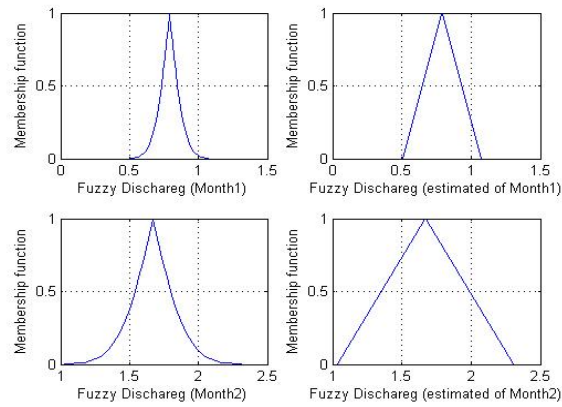 1
0.5
0
Membership function
0 0.5 1 1.5
Fuzzy Dischareg (Month1)
1
0.5
0
Membership function
0 0.5 1 1.5
Fuzzy Dischareg (estimated of Month1)
1
0.5
0
Membership function
1 1.5 2 2.5
Fuzzy Dischareg (Month2)
1
0.5
0
Membership function
1 1.5 2 2.5
Fuzzy Dischareg (estimated of Month2)